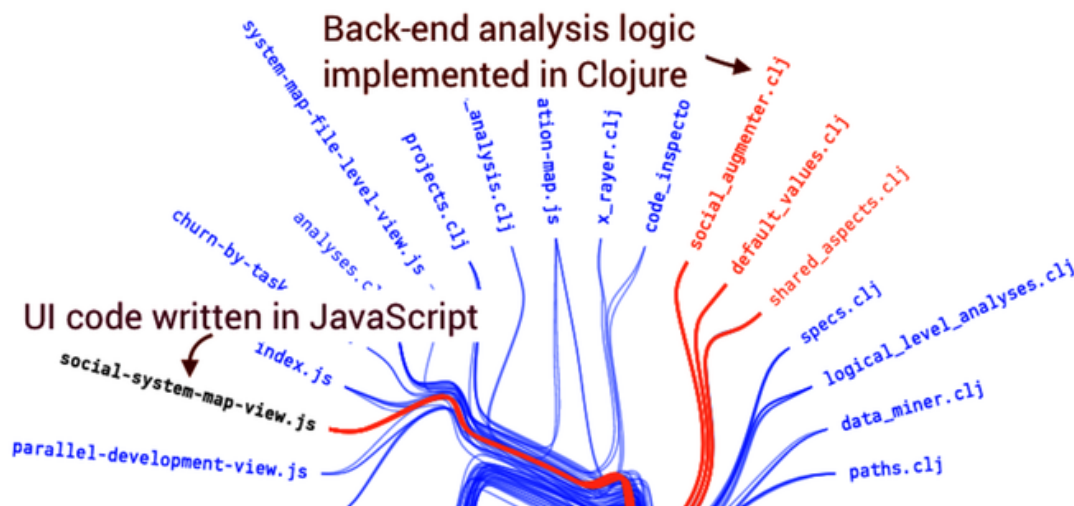 Back-end analysis logic
implemented in Clojure
system-map-file-level-view.js
projects.clj
_analysis.clj
ation-map.js
x_rayer.clj
code_inspecto
social_augmenter.clj
default_values.clj
shared_aspects.clj
churn-by-task
analyses.c
specs.clj
logical_level_analyses.clj
UI code written in JavaScript
index.js
social-system-map-view.js
data_miner.clj
parallel-development-view.js
paths.clj